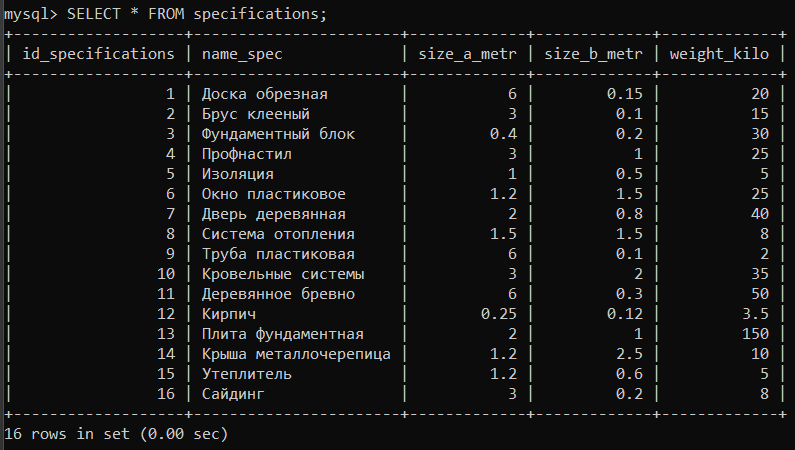 mysql> SELECT * FROM specifications;
+-------------------+-----------------------+-------------+-------------+-------------+
| id_specifications | name_spec             | size_a_metr | size_b_metr | weight_kilo |
+-------------------+-----------------------+-------------+-------------+-------------+
|                 1 | Доска обрезная        |           6 |        0.15 |          20 |
|                 2 | Брус клееный          |           3 |         0.1 |          15 |
|                 3 | Фундаментный блок     |         0.4 |         0.2 |          30 |
|                 4 | Профнастил            |           3 |           1 |          25 |
|                 5 | Изоляция              |           1 |         0.5 |           5 |
|                 6 | Окно пластиковое      |         1.2 |         1.5 |          25 |
|                 7 | Дверь деревянная      |           2 |         0.8 |          40 |
|                 8 | Система отопления     |         1.5 |         1.5 |           8 |
|                 9 | Труба пластиковая     |           6 |         0.1 |           2 |
|                10 | Кровельные системы    |           3 |           2 |          35 |
|                11 | Деревянное бревно     |           6 |         0.3 |          50 |
|                12 | Кирпич                |        0.25 |        0.12 |         3.5 |
|                13 | Плита фундаментная    |           2 |           1 |         150 |
|                14 | Крыша металлочерепица |         1.2 |         2.5 |          10 |
|                15 | Утеплитель            |         1.2 |         0.6 |           5 |
|                16 | Сайдинг               |           3 |         0.2 |           8 |
+-------------------+-----------------------+-------------+-------------+-------------+
16 rows in set (0.00 sec)